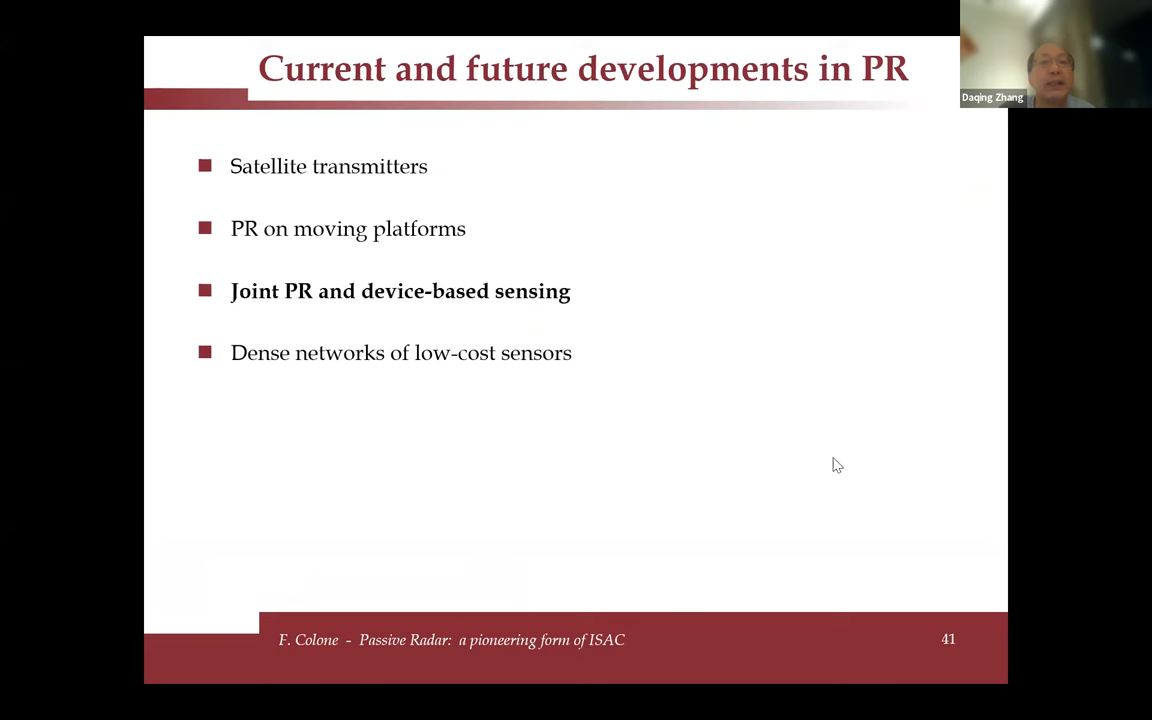 Current and future developments in PR
Daqing Zhang
Satellite transmitters
PR on moving platforms
Joint PR and device-based sensing
Dense networks of low-cost sensors
F. Colone - Passive Radar: a pioneering form of ISAC
41